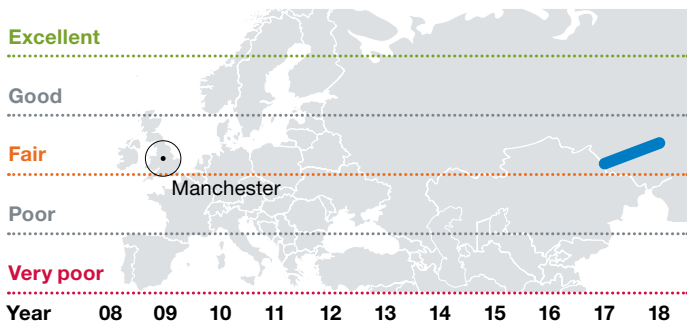 Excellent
Good
Fair
Manchester
Poor
Very poor
Year 08 09 10 11 12 13 14 15 16 17 18